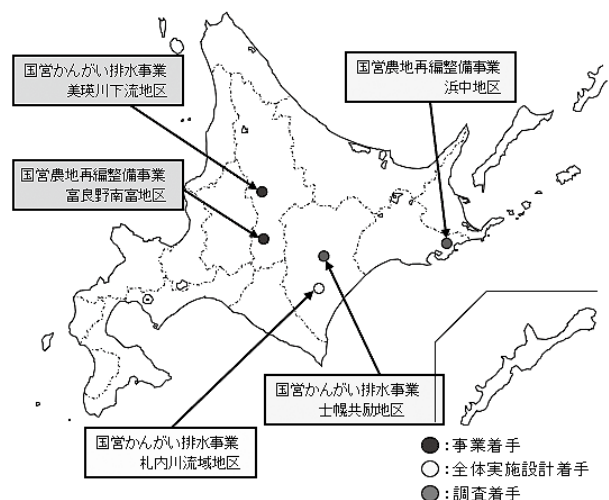 国営かんがい排水事業
美瑛川下流地区
国営農地再編整備事業
浜中地区
国営農地再編整備事業
富良野南富地区
国営かんがい排水事業
士幌共励地区
国営かんがい排水事業
札内川流域地区
●:事業着手
○:全体実施設計着手
●:調査着手